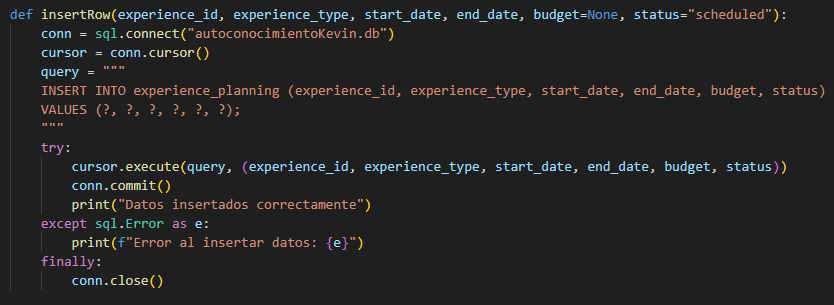 def insertRow(experience_id, experience_type, start_date, end_date, budget=None, status="scheduled"):
    conn = sql.connect("autoconocimientoKevin.db")
    cursor = conn.cursor()
    query = """
    INSERT INTO experience_planning (experience_id, experience_type, start_date, end_date, budget, status)
    VALUES (?, ?, ?, ?, ?, ?);
    """
    try:
        cursor.execute(query, (experience_id, experience_type, start_date, end_date, budget, status))
        conn.commit()
        print("Datos insertados correctamente")
    except sql.Error as e:
        print(f"Error al insertar datos: {e}")
    finally:
        conn.close()